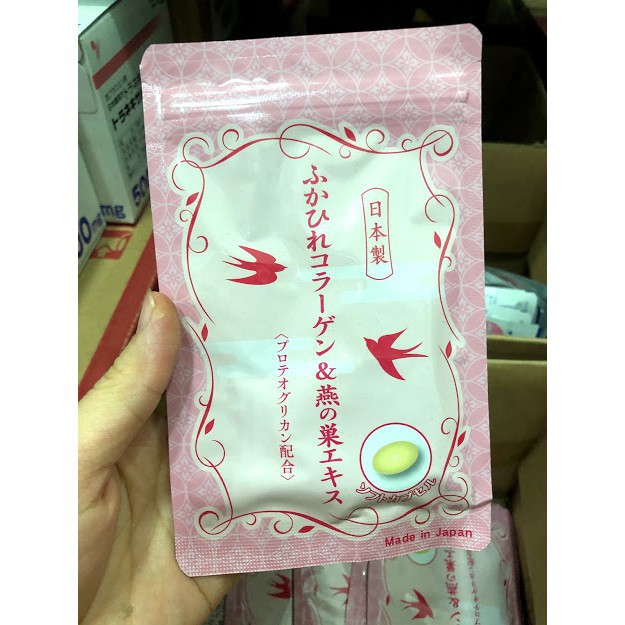 日本製
ふかひれコラーゲン&燕の巣エキス
〈プロテオグリカン配合〉
ソフトカプセル
Made in Japan